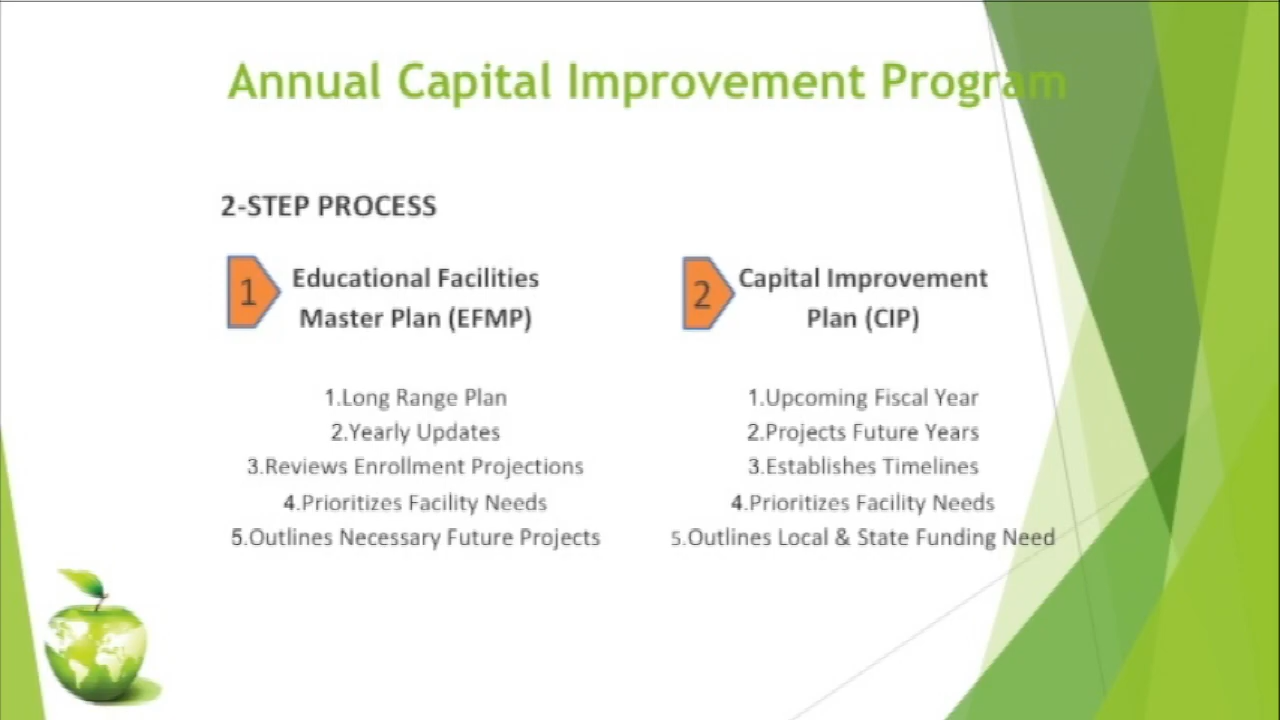 Annual Capital Improvement Program
2-STEP PROCESS
1
Educational Facilities
Master Plan (EFMP)
1.Long Range Plan
2.Yearly Updates
3.Reviews Enrollment Projections
4.Prioritizes Facility Needs
5.Outlines Necessary Future Projects
2
Capital Improvement
Plan (CIP)
1.Upcoming Fiscal Year
2.Projects Future Years
3.Establishes Timelines
4.Prioritizes Facility Needs
5.Outlines Local & State Funding Need